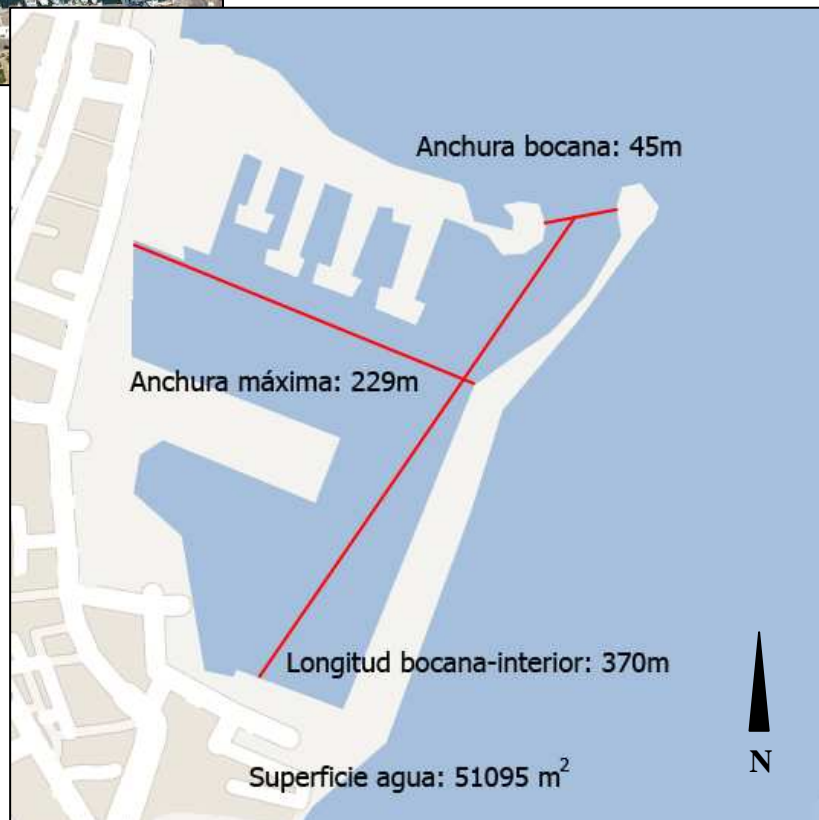 Anchura bocana: 45m
Anchura máxima: 229m
Longitud bocana-interior: 370m
N
Superficie agua: 51095 m²